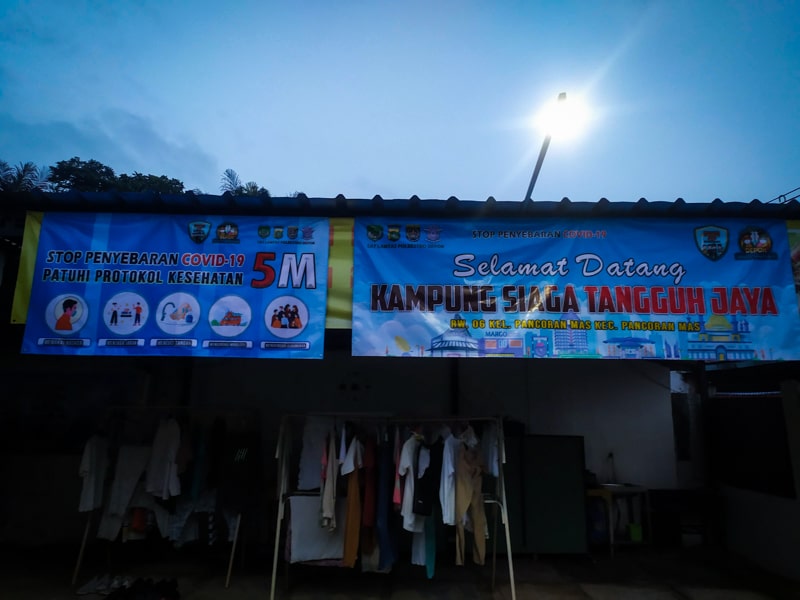 STOP PENYEBARAN COVID-19
PATUHI PROTOKOL KESEHATAN 5M
STOP PENYEBARAN COVID-19
Selamat Datang
KAMPUNG SIAGA TANGGUH JAYA
RW. 06 KEL. PANCORAN MAS KEC. PANCORAN MAS
MARGO